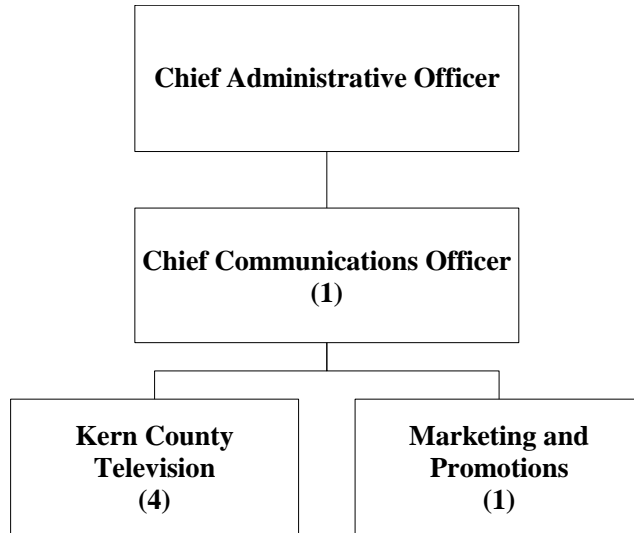 Chief Administrative Officer
Chief Communications Officer
(1)
Kern County
Television
(4)
Marketing and
Promotions
(1)